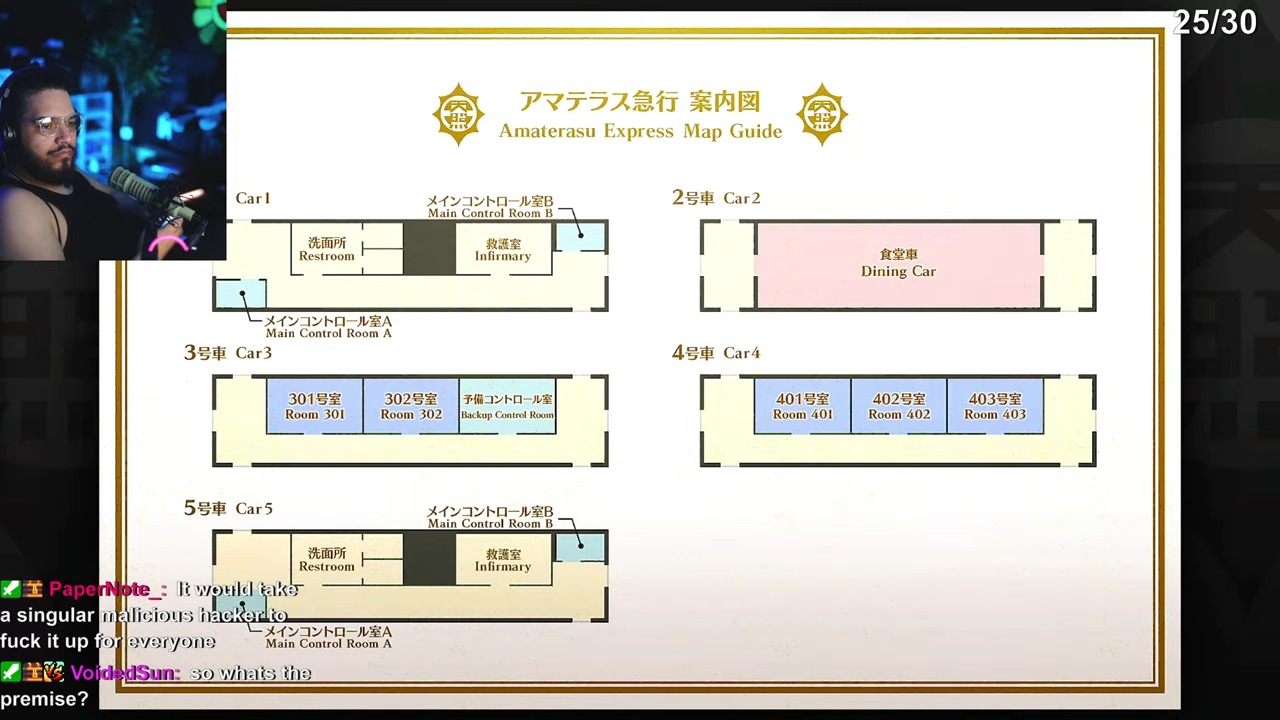 25/30
アマテラス急行 案内図
Amaterasu Express Map Guide
天照
天照
Car1
メインコントロール室B
Main Control Room B
洗面所
Restroom
救護室
Infirmary
メインコントロール室A
Main Control Room A
2号車 Car2
食堂車
Dining Car
3号車 Car3
301号室
Room 301
302号室
Room 302
予備コントロール室
Backup Control Room
4号車 Car4
401号室
Room 401
402号室
Room 402
403号室
Room 403
5号車 Car5
メインコントロール室B
Main Control Room B
洗面所
Restroom
救護室
Infirmary
メインコントロール室A
Main Control Room A
PaperNote_: It would take
a singular malicious hacker to
fuck it up for everyone
VS VoidedSun: so whats the
premise?